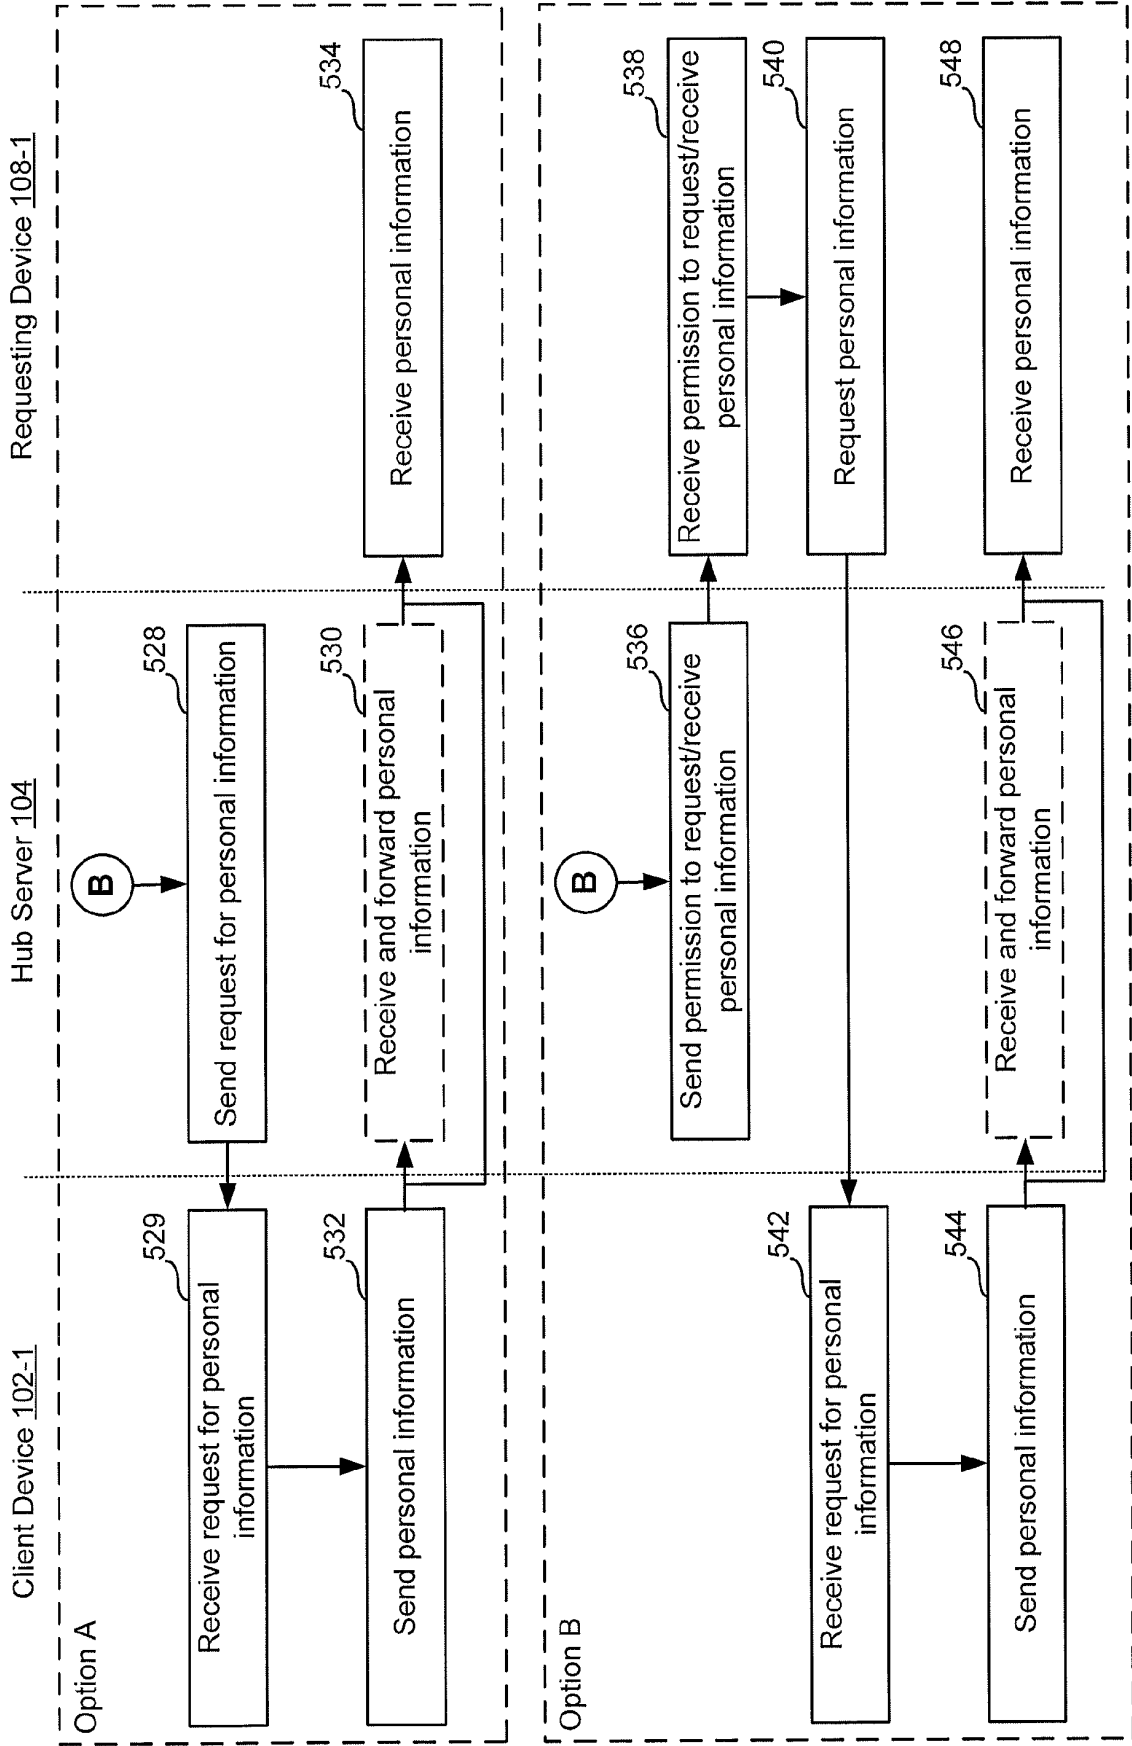 Client Device 102-1
Hub Server 104
Requesting Device 108-1
Option A
B
528
Send request for personal information
529
Receive request for personal
information
532
Send personal information
530
Receive and forward personal
information
534
Receive personal information
Option B
B
536
Send permission to request/receive
personal information
538
Receive permission to request/receive
personal information
540
Request personal information
542
Receive request for personal
information
544
Send personal information
546
Receive and forward personal
information
548
Receive personal information